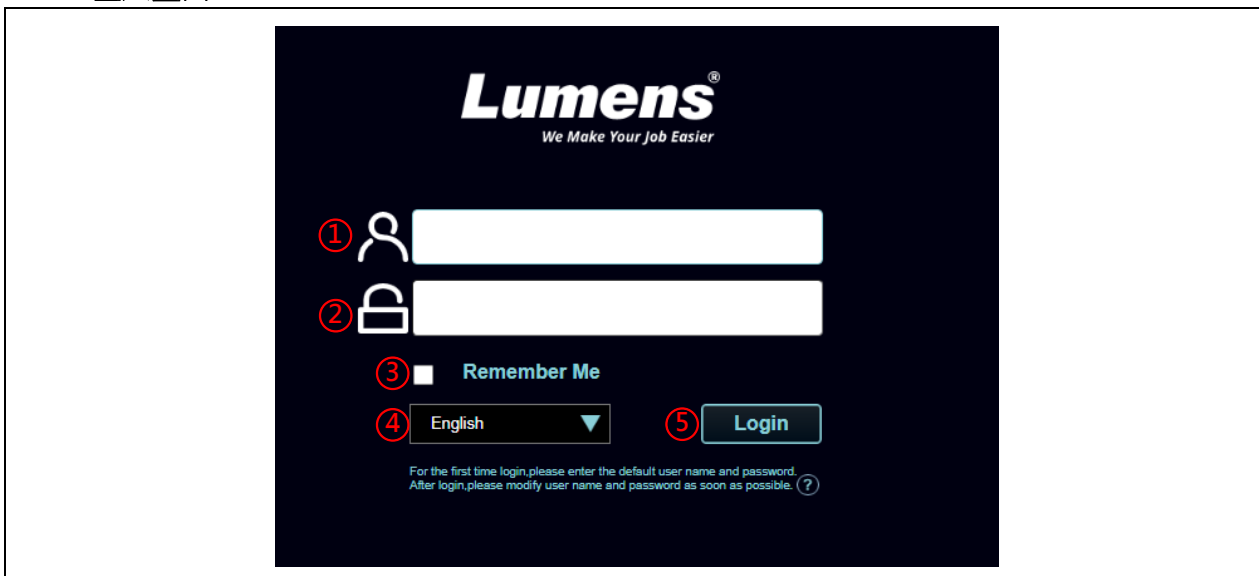 Lumens®
We Make Your Job Easier
①
②
③ Remember Me
④ English ⑤ Login
For the first time login,please enter the default user name and password.
After login,please modify user name and password as soon as possible. ?